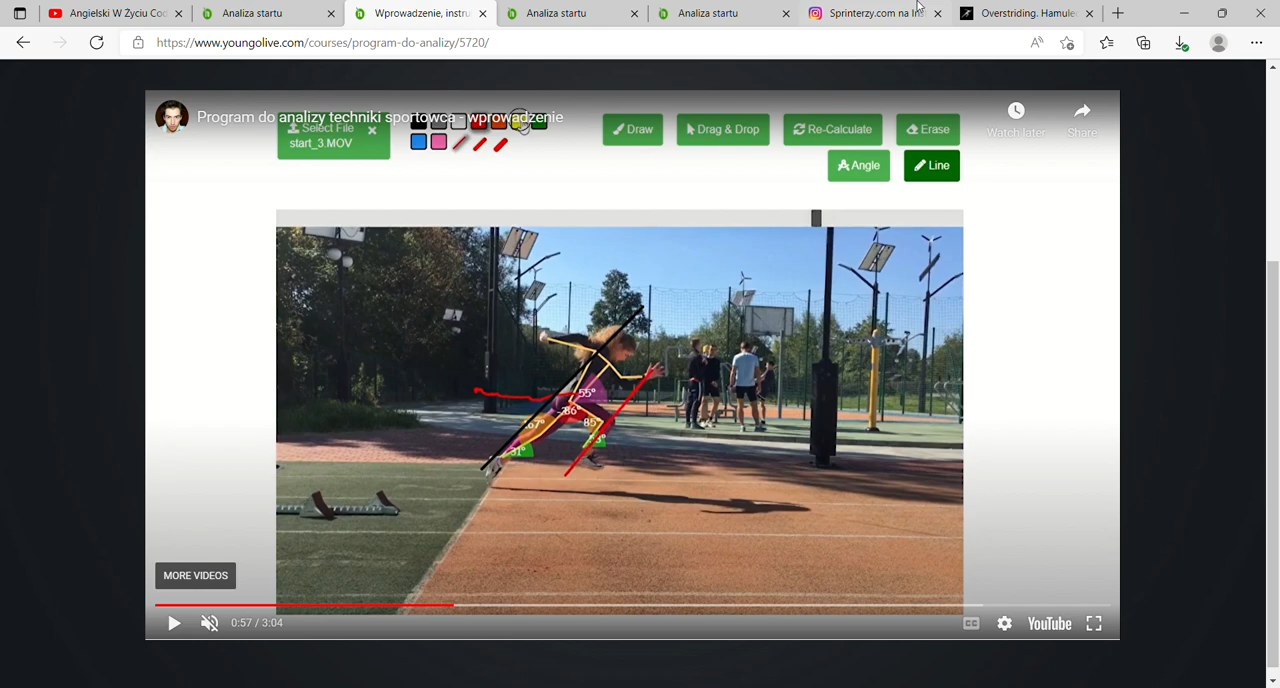 Angielski W Życiu Co
Analiza startu
Wprowadzenie, instru
Analiza startu
Analiza startu
Sprinterzy.com na In
Overstriding. Hamule
https://www.youngolive.com/courses/program-do-analizy/5720/
Program do analizy techniki sportowca - wprowadzenie
Select File
start_3.MOV
Draw
Drag & Drop
Re-Calculate
Erase
Angle
Line
Watch later
Share
55°
86°
67°
85°
31°
MORE VIDEOS
0:57 / 3:04
CC
YouTube